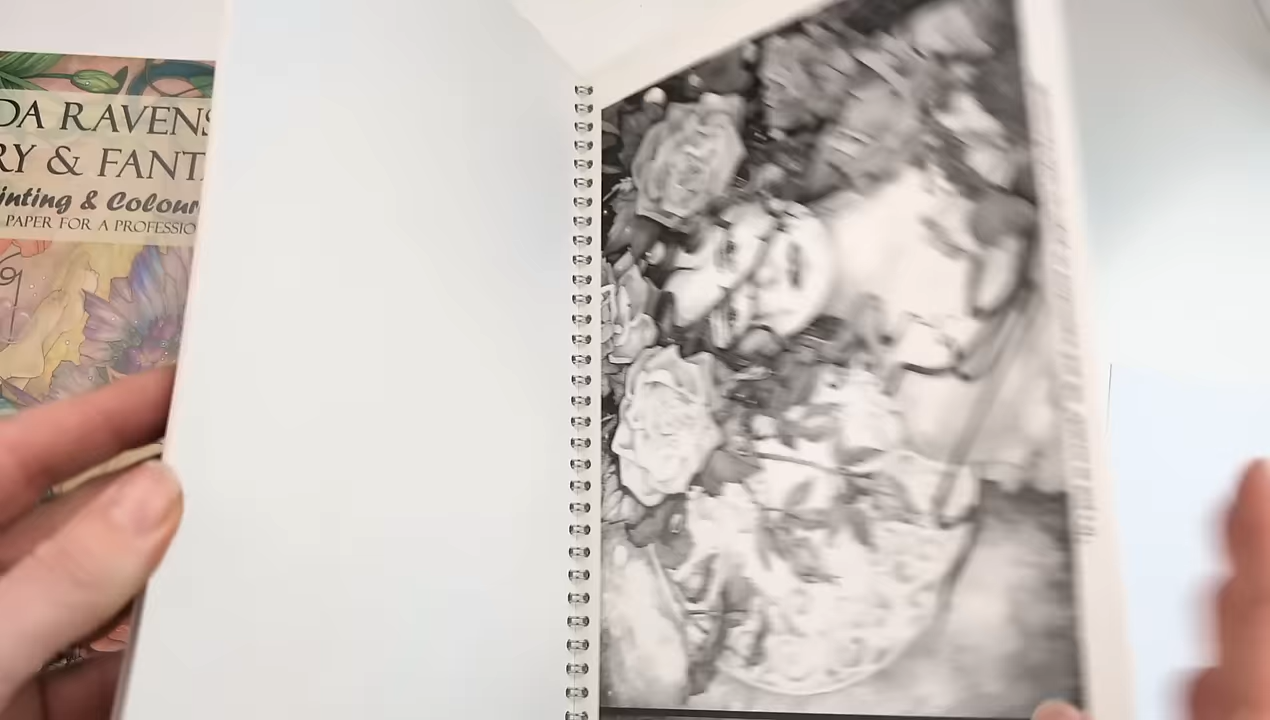 DA RAVENS
RY & FANT
inting & Colour
PAPER FOR A PROFESSIO